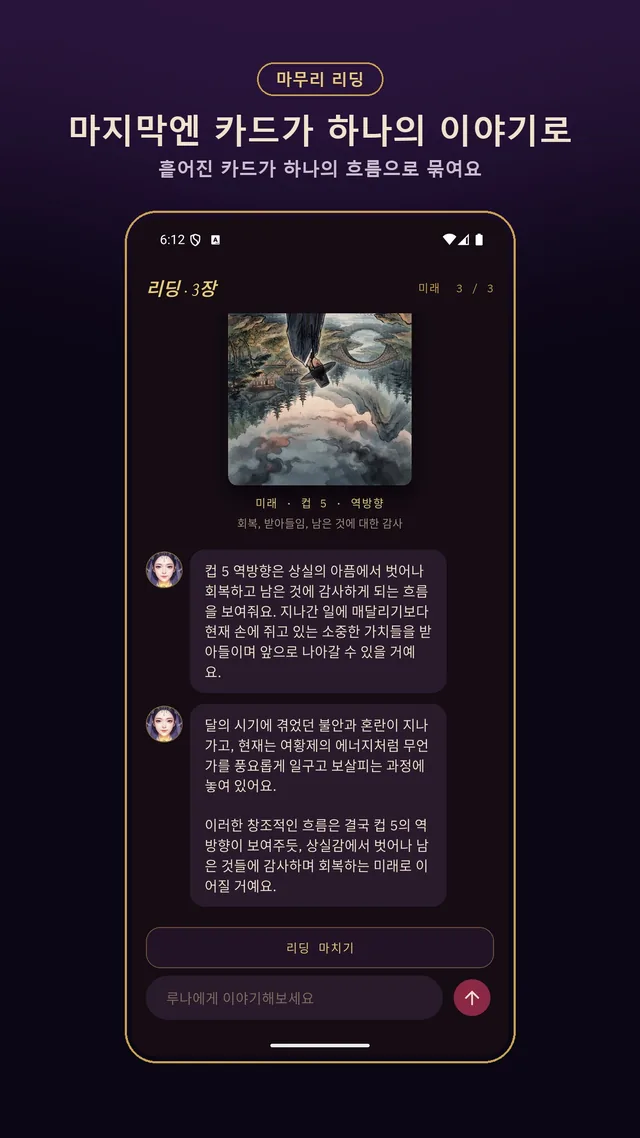 마무리 리딩
마지막엔 카드가 하나의 이야기로
흩어진 카드가 하나의 흐름으로 묶여요
6:12
리딩 · 3장
미래 3 / 3
미래 · 컵 5 · 역방향
회복, 받아들임, 남은 것에 대한 감사
컵 5 역방향은 상실의 아픔에서 벗어나
회복하고 남은 것에 감사하게 되는 흐름
을 보여줘요. 지나간 일에 매달리기보다
현재 손에 쥐고 있는 소중한 가치들을 받
아들이며 앞으로 나아갈 수 있을 거예
요.
달의 시기에 겪었던 불안과 혼란이 지나
가고, 현재는 여황제의 에너지처럼 무언
가를 풍요롭게 일구고 보살피는 과정에
놓여 있어요.
이러한 창조적인 흐름은 결국 컵 5의 역
방향이 보여주듯, 상실감에서 벗어나 남
은 것들에 감사하며 회복하는 미래로 이
어질 거예요.
리딩 마치기
루나에게 이야기해보세요